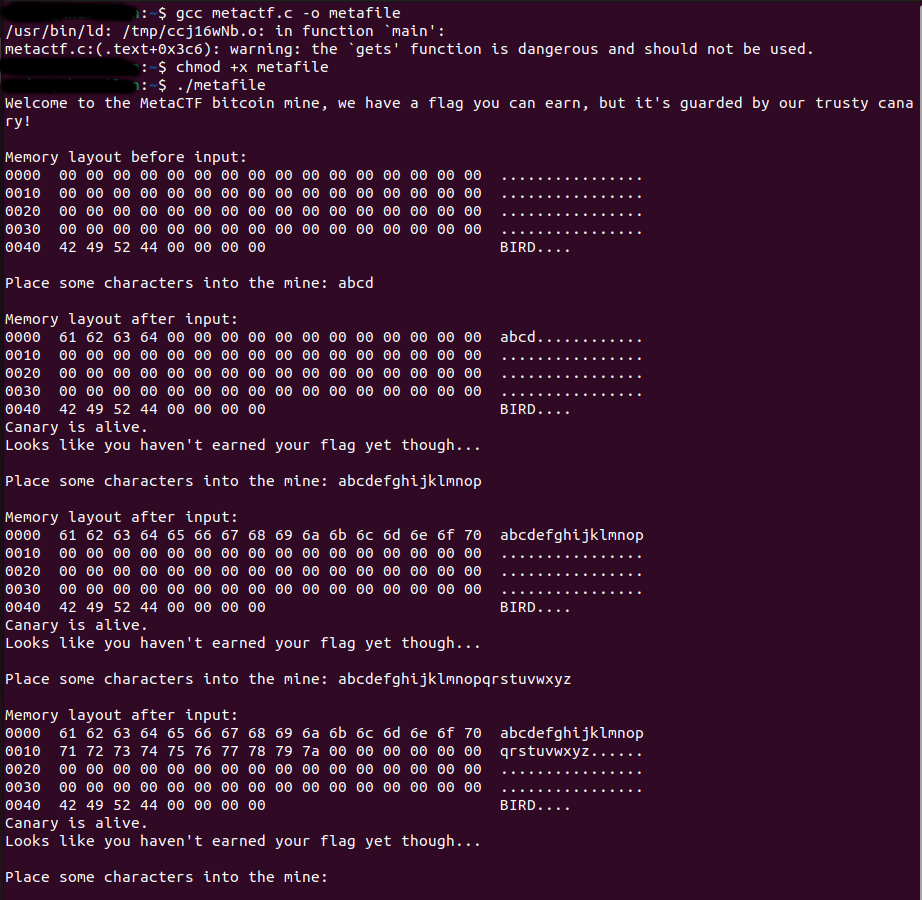 :~$ gcc metactf.c -o metafile
/usr/bin/ld: /tmp/ccj16wNb.o: in function `main':
metactf.c:(.text+0x3c6): warning: the `gets' function is dangerous and should not be used.
:~$ chmod +x metafile
:~$ ./metafile
Welcome to the MetaCTF bitcoin mine, we have a flag you can earn, but it's guarded by our trusty cana
ry!
Memory layout before input:
0000  00 00 00 00 00 00 00 00 00 00 00 00 00 00 00 00  ................
0010  00 00 00 00 00 00 00 00 00 00 00 00 00 00 00 00  ................
0020  00 00 00 00 00 00 00 00 00 00 00 00 00 00 00 00  ................
0030  00 00 00 00 00 00 00 00 00 00 00 00 00 00 00 00  ................
0040  42 49 52 44 00 00 00 00                          BIRD....
Place some characters into the mine: abcd
Memory layout after input:
0000  61 62 63 64 00 00 00 00 00 00 00 00 00 00 00 00  abcd............
0010  00 00 00 00 00 00 00 00 00 00 00 00 00 00 00 00  ................
0020  00 00 00 00 00 00 00 00 00 00 00 00 00 00 00 00  ................
0030  00 00 00 00 00 00 00 00 00 00 00 00 00 00 00 00  ................
0040  42 49 52 44 00 00 00 00                          BIRD....
Canary is alive.
Looks like you haven't earned your flag yet though...
Place some characters into the mine: abcdefghijklmnop
Memory layout after input:
0000  61 62 63 64 65 66 67 68 69 6a 6b 6c 6d 6e 6f 70  abcdefghijklmnop
0010  00 00 00 00 00 00 00 00 00 00 00 00 00 00 00 00  ................
0020  00 00 00 00 00 00 00 00 00 00 00 00 00 00 00 00  ................
0030  00 00 00 00 00 00 00 00 00 00 00 00 00 00 00 00  ................
0040  42 49 52 44 00 00 00 00                          BIRD....
Canary is alive.
Looks like you haven't earned your flag yet though...
Place some characters into the mine: abcdefghijklmnopqrstuvwxyz
Memory layout after input:
0000  61 62 63 64 65 66 67 68 69 6a 6b 6c 6d 6e 6f 70  abcdefghijklmnop
0010  71 72 73 74 75 76 77 78 79 7a 00 00 00 00 00 00  qrstuvwxyz......
0020  00 00 00 00 00 00 00 00 00 00 00 00 00 00 00 00  ................
0030  00 00 00 00 00 00 00 00 00 00 00 00 00 00 00 00  ................
0040  42 49 52 44 00 00 00 00                          BIRD....
Canary is alive.
Looks like you haven't earned your flag yet though...
Place some characters into the mine: